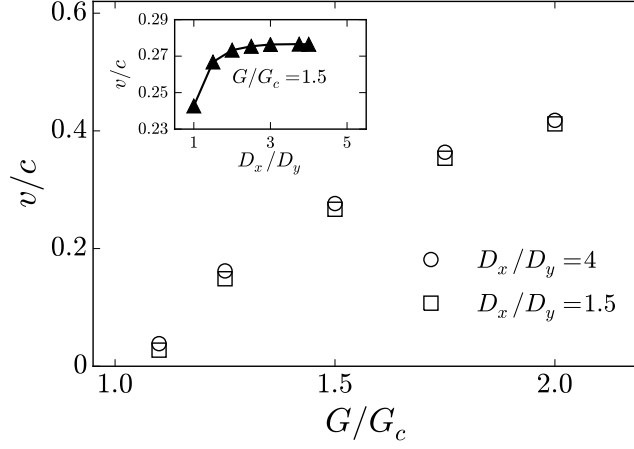 0.6
0.4
0.2
0
v/c
1.0
1.5
2.0
G/G_c
0.29
0.27
0.25
0.23
v/c
G/G_c = 1.5
1
3
5
D_x/D_y
D_x/D_y = 4
D_x/D_y = 1.5